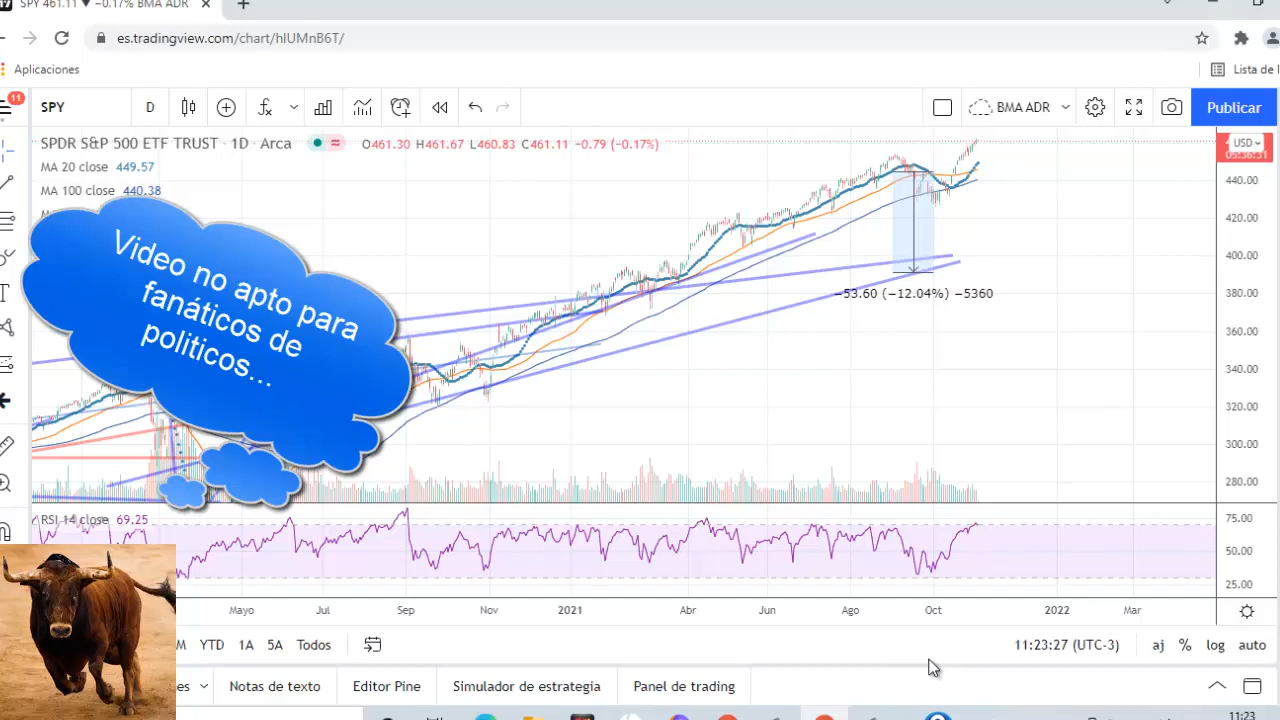 SPY 461.11 ▼ −0.17% BMA ADR
es.tradingview.com/chart/hIUMnB6T/
Aplicaciones
Lista de l
11
SPY
D
BMA ADR
Publicar
SPDR S&P 500 ETF TRUST · 1D · Arca
O461.30 H461.67 L460.83 C461.11 −0.79 (−0.17%)
USD
MA 20 close 449.57
MA 100 close 440.38
Video no apto para
fanáticos de
politicos...
−53.60 (−12.04%) −5360
440.00
420.00
400.00
380.00
360.00
340.00
320.00
300.00
280.00
RSI 14 close 69.25
75.00
50.00
25.00
Mayo
Jul
Sep
Nov
2021
Abr
Jun
Ago
Oct
2022
Mar
M
YTD
1A
5A
Todos
11:23:27 (UTC-3)
aj
%
log
auto
es
Notas de texto
Editor Pine
Simulador de estrategia
Panel de trading
11:23